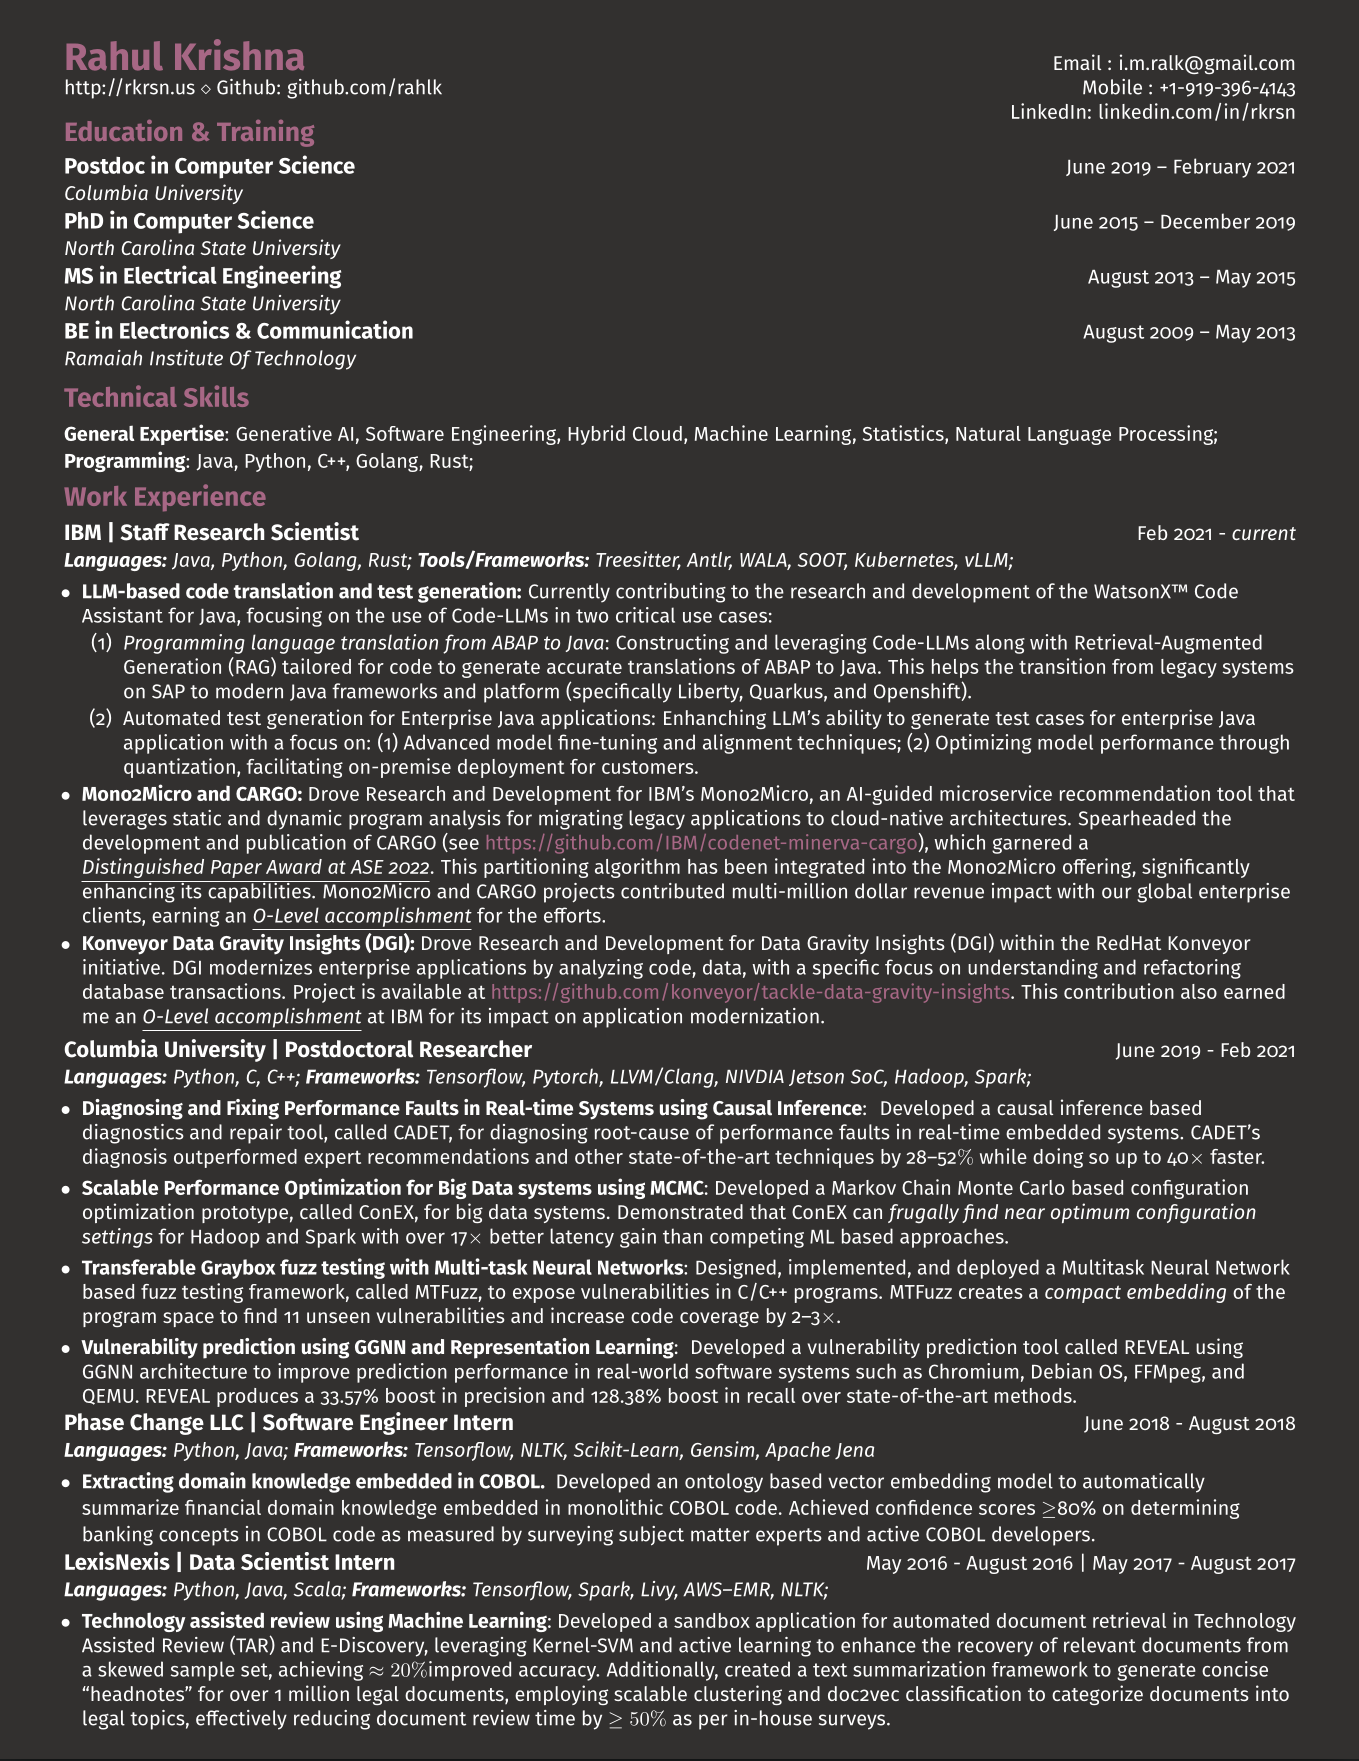 Rahul Krishna
http://rkrsn.us ⋄ Github: github.com/rahlk
Email : i.m.ralk@gmail.com
Mobile : +1-919-396-4143
LinkedIn: linkedin.com/in/rkrsn
Education & Training
Postdoc in Computer Science June 2019 – February 2021
Columbia University
PhD in Computer Science June 2015 – December 2019
North Carolina State University
MS in Electrical Engineering August 2013 – May 2015
North Carolina State University
BE in Electronics & Communication August 2009 – May 2013
Ramaiah Institute Of Technology
Technical Skills
General Expertise: Generative AI, Software Engineering, Hybrid Cloud, Machine Learning, Statistics, Natural Language Processing;
Programming: Java, Python, C++, Golang, Rust;
Work Experience
IBM | Staff Research Scientist Feb 2021 - current
Languages: Java, Python, Golang, Rust; Tools/Frameworks: Treesitter, Antlr, WALA, SOOT, Kubernetes, vLLM;
• LLM-based code translation and test generation: Currently contributing to the research and development of the WatsonX™ Code
Assistant for Java, focusing on the use of Code-LLMs in two critical use cases:
(1) Programming language translation from ABAP to Java: Constructing and leveraging Code-LLMs along with Retrieval-Augmented
Generation (RAG) tailored for code to generate accurate translations of ABAP to Java. This helps the transition from legacy systems
on SAP to modern Java frameworks and platform (specifically Liberty, Quarkus, and Openshift).
(2) Automated test generation for Enterprise Java applications: Enhancing LLM's ability to generate test cases for enterprise Java
application with a focus on: (1) Advanced model fine-tuning and alignment techniques; (2) Optimizing model performance through
quantization, facilitating on-premise deployment for customers.
• Mono2Micro and CARGO: Drove Research and Development for IBM's Mono2Micro, an AI-guided microservice recommendation tool that
leverages static and dynamic program analysis for migrating legacy applications to cloud-native architectures. Spearheaded the
development and publication of CARGO (see https://github.com/IBM/codenet-minerva-cargo), which garnered a
Distinguished Paper Award at ASE 2022. This partitioning algorithm has been integrated into the Mono2Micro offering, significantly
enhancing its capabilities. Mono2Micro and CARGO projects contributed multi-million dollar revenue impact with our global enterprise
clients, earning an O-Level accomplishment for the efforts.
• Konveyor Data Gravity Insights (DGI): Drove Research and Development for Data Gravity Insights (DGI) within the RedHat Konveyor
initiative. DGI modernizes enterprise applications by analyzing code, data, with a specific focus on understanding and refactoring
database transactions. Project is available at https://github.com/konveyor/tackle-data-gravity-insights. This contribution also earned
me an O-Level accomplishment at IBM for its impact on application modernization.
Columbia University | Postdoctoral Researcher June 2019 - Feb 2021
Languages: Python, C, C++; Frameworks: Tensorflow, Pytorch, LLVM/Clang, NIVDIA Jetson SoC, Hadoop, Spark;
• Diagnosing and Fixing Performance Faults in Real-time Systems using Causal Inference: Developed a causal inference based
diagnostics and repair tool, called CADET, for diagnosing root-cause of performance faults in real-time embedded systems. CADET's
diagnosis outperformed expert recommendations and other state-of-the-art techniques by 28–52% while doing so up to 40× faster.
• Scalable Performance Optimization for Big Data systems using MCMC: Developed a Markov Chain Monte Carlo based configuration
optimization prototype, called ConEX, for big data systems. Demonstrated that ConEX can frugally find near optimum configuration
settings for Hadoop and Spark with over 17× better latency gain than competing ML based approaches.
• Transferable Graybox fuzz testing with Multi-task Neural Networks: Designed, implemented, and deployed a Multitask Neural Network
based fuzz testing framework, called MTFuzz, to expose vulnerabilities in C/C++ programs. MTFuzz creates a compact embedding of the
program space to find 11 unseen vulnerabilities and increase code coverage by 2–3×.
• Vulnerability prediction using GGNN and Representation Learning: Developed a vulnerability prediction tool called REVEAL using
GGNN architecture to improve prediction performance in real-world software systems such as Chromium, Debian OS, FFMpeg, and
QEMU. REVEAL produces a 33.57% boost in precision and 128.38% boost in recall over state-of-the-art methods.
Phase Change LLC | Software Engineer Intern June 2018 - August 2018
Languages: Python, Java; Frameworks: Tensorflow, NLTK, Scikit-Learn, Gensim, Apache Jena
• Extracting domain knowledge embedded in COBOL. Developed an ontology based vector embedding model to automatically
summarize financial domain knowledge embedded in monolithic COBOL code. Achieved confidence scores ≥80% on determining
banking concepts in COBOL code as measured by surveying subject matter experts and active COBOL developers.
LexisNexis | Data Scientist Intern May 2016 - August 2016 | May 2017 - August 2017
Languages: Python, Java, Scala; Frameworks: Tensorflow, Spark, Livy, AWS–EMR, NLTK;
• Technology assisted review using Machine Learning: Developed a sandbox application for automated document retrieval in Technology
Assisted Review (TAR) and E-Discovery, leveraging Kernel-SVM and active learning to enhance the recovery of relevant documents from
a skewed sample set, achieving ≈ 20%improved accuracy. Additionally, created a text summarization framework to generate concise
“headnotes” for over 1 million legal documents, employing scalable clustering and doc2vec classification to categorize documents into
legal topics, effectively reducing document review time by ≥ 50% as per in-house surveys.